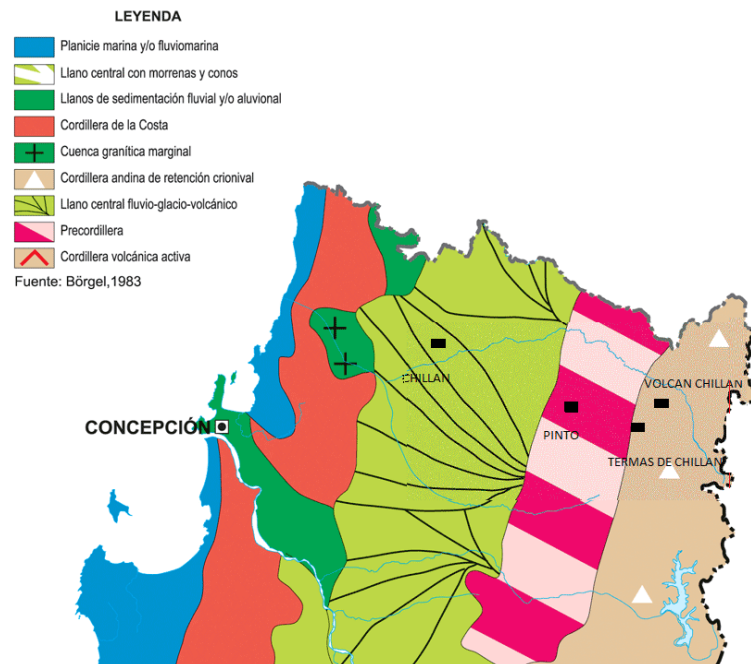 LEYENDA
Planicie marina y/o fluviomarina
Llano central con morrenas y conos
Llanos de sedimentación fluvial y/o aluvional
Cordillera de la Costa
Cuenca granítica marginal
Cordillera andina de retención crionival
Llano central fluvio-glacio-volcánico
Precordillera
Cordillera volcánica activa
Fuente: Börgel,1983
CHILLAN
VOLCAN CHILLAN
CONCEPCIÓN
PINTO
TERMAS DE CHILLAN